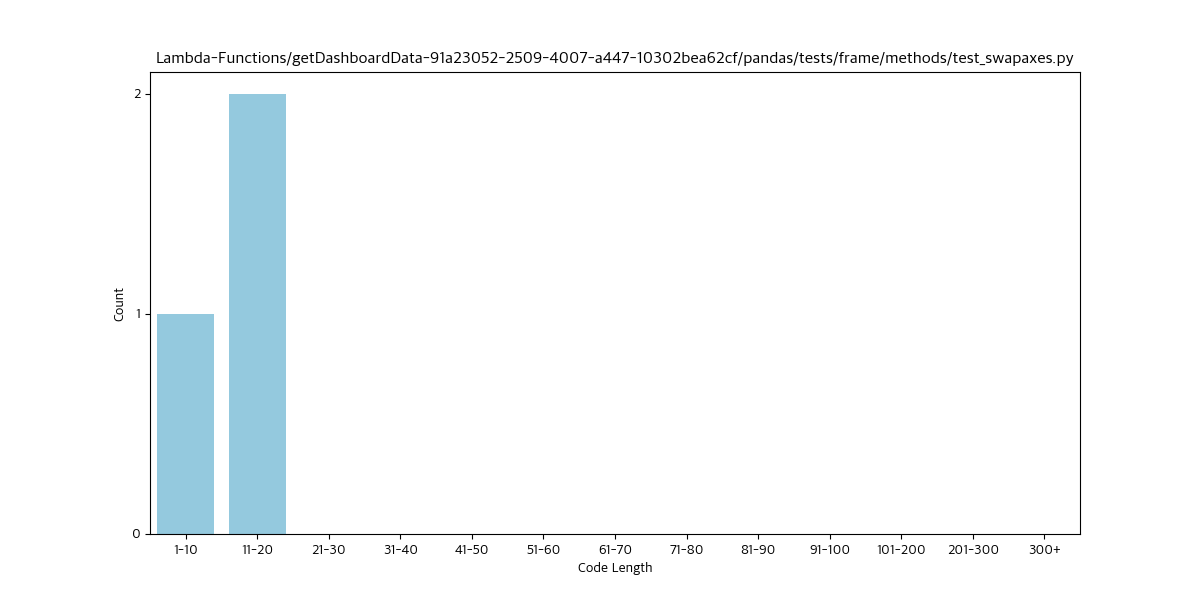 Lambda-Functions/getDashboardData-91a23052-2509-4007-a447-10302bea62cf/pandas/tests/frame/methods/test_swapaxes.py
2
1
0
Count
1-10 11-20 21-30 31-40 41-50 51-60 61-70 71-80 81-90 91-100 101-200 201-300 300+
Code Length